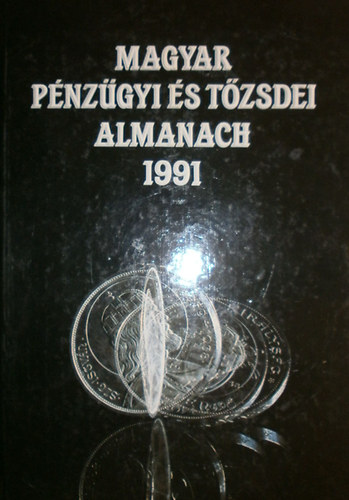 MAGYAR
PÉNZÜGYI ÉS TŐZSDEI
ALMANACH
1991